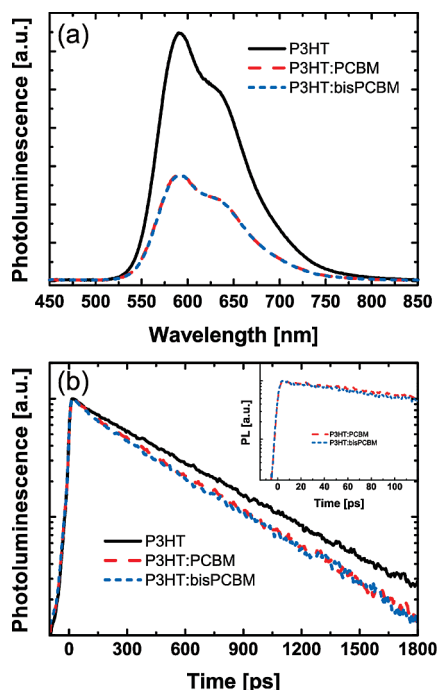 (a)
P3HT
P3HT:PCBM
P3HT:bisPCBM
Photoluminescence [a.u.]
450 500 550 600 650 700 750 800 850
Wavelength [nm]
(b)
PL [a.u.]
P3HT:PCBM
P3HT:bisPCBM
0 20 40 60 80 100
Time [ps]
P3HT
P3HT:PCBM
P3HT:bisPCBM
Photoluminescence [a.u.]
0 300 600 900 1200 1500 1800
Time [ps]